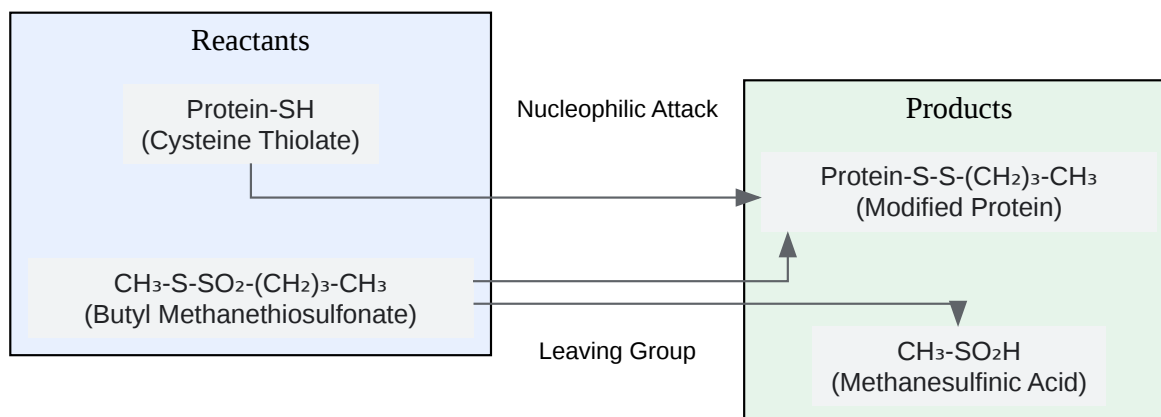 Reactants
Protein-SH
(Cysteine Thiolate)
CH₃-S-SO₂-(CH₂)₃-CH₃
(Butyl Methanethiosulfonate)
Nucleophilic Attack
Leaving Group
Products
Protein-S-S-(CH₂)₃-CH₃
(Modified Protein)
CH₃-SO₂H
(Methanesulfinic Acid)